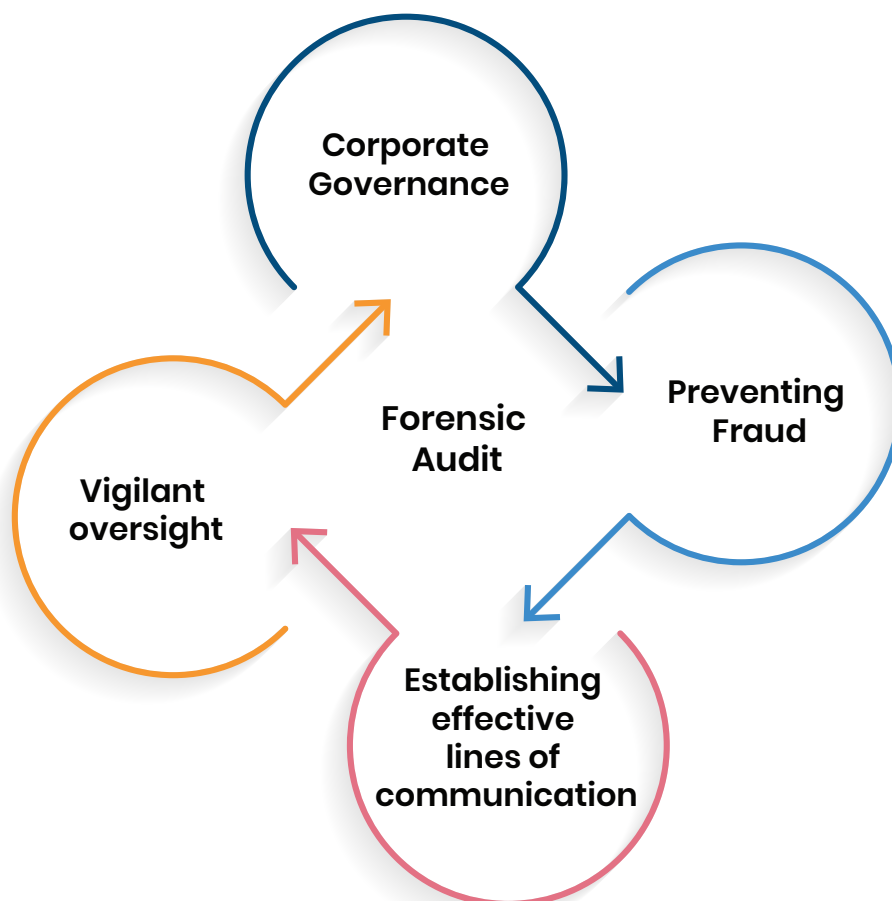 Corporate
Governance
Preventing
Fraud
Forensic
Audit
Vigilant
oversight
Establishing
effective
lines of
communication